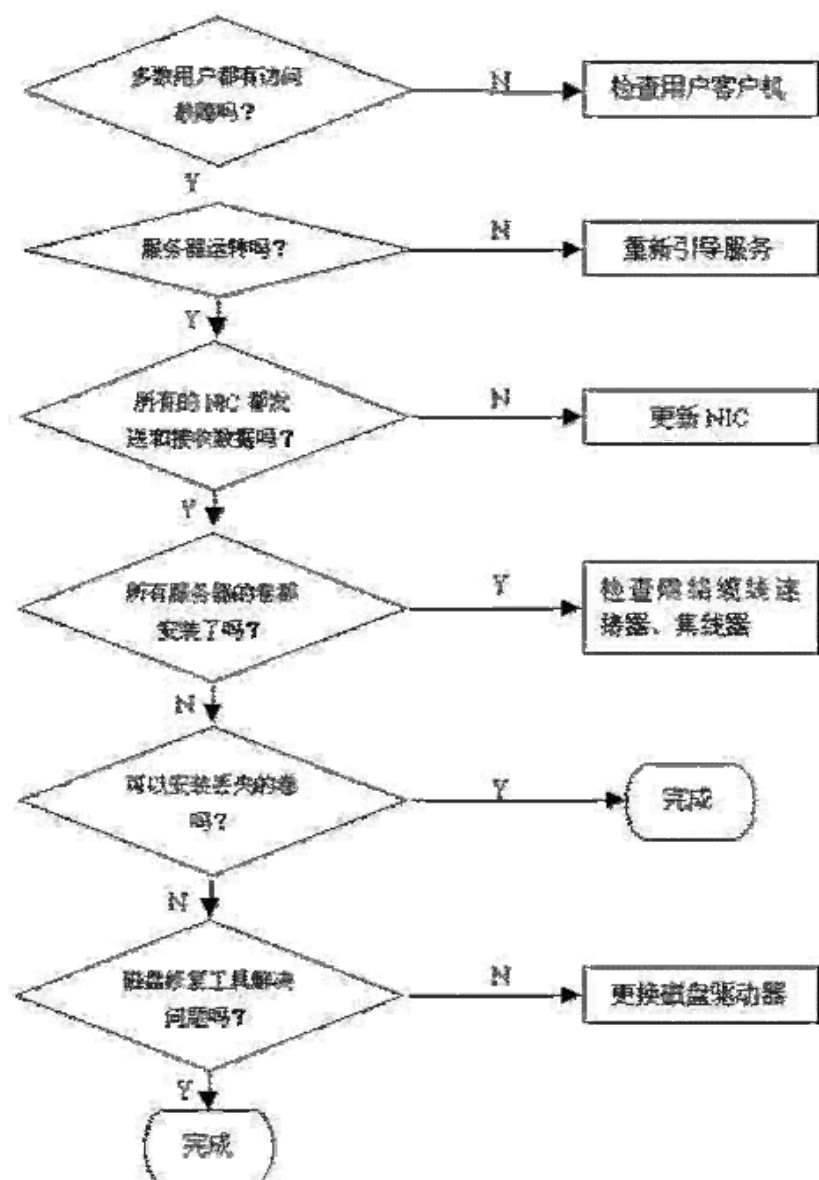 多数用户都有访问
故障吗？
N
检查用户客户机
Y
服务器运转吗？
N
重新引导服务
Y
所有的 NIC 都发
送和接收数据吗？
N
更新 NIC
Y
所有服务器的卷都
安装了吗？
Y
检查网络缆线连
接器、集线器
N
可以安装丢失的卷
吗？
Y
完成
N
磁盘修复工具解决
问题吗？
N
更换磁盘驱动器
Y
完成